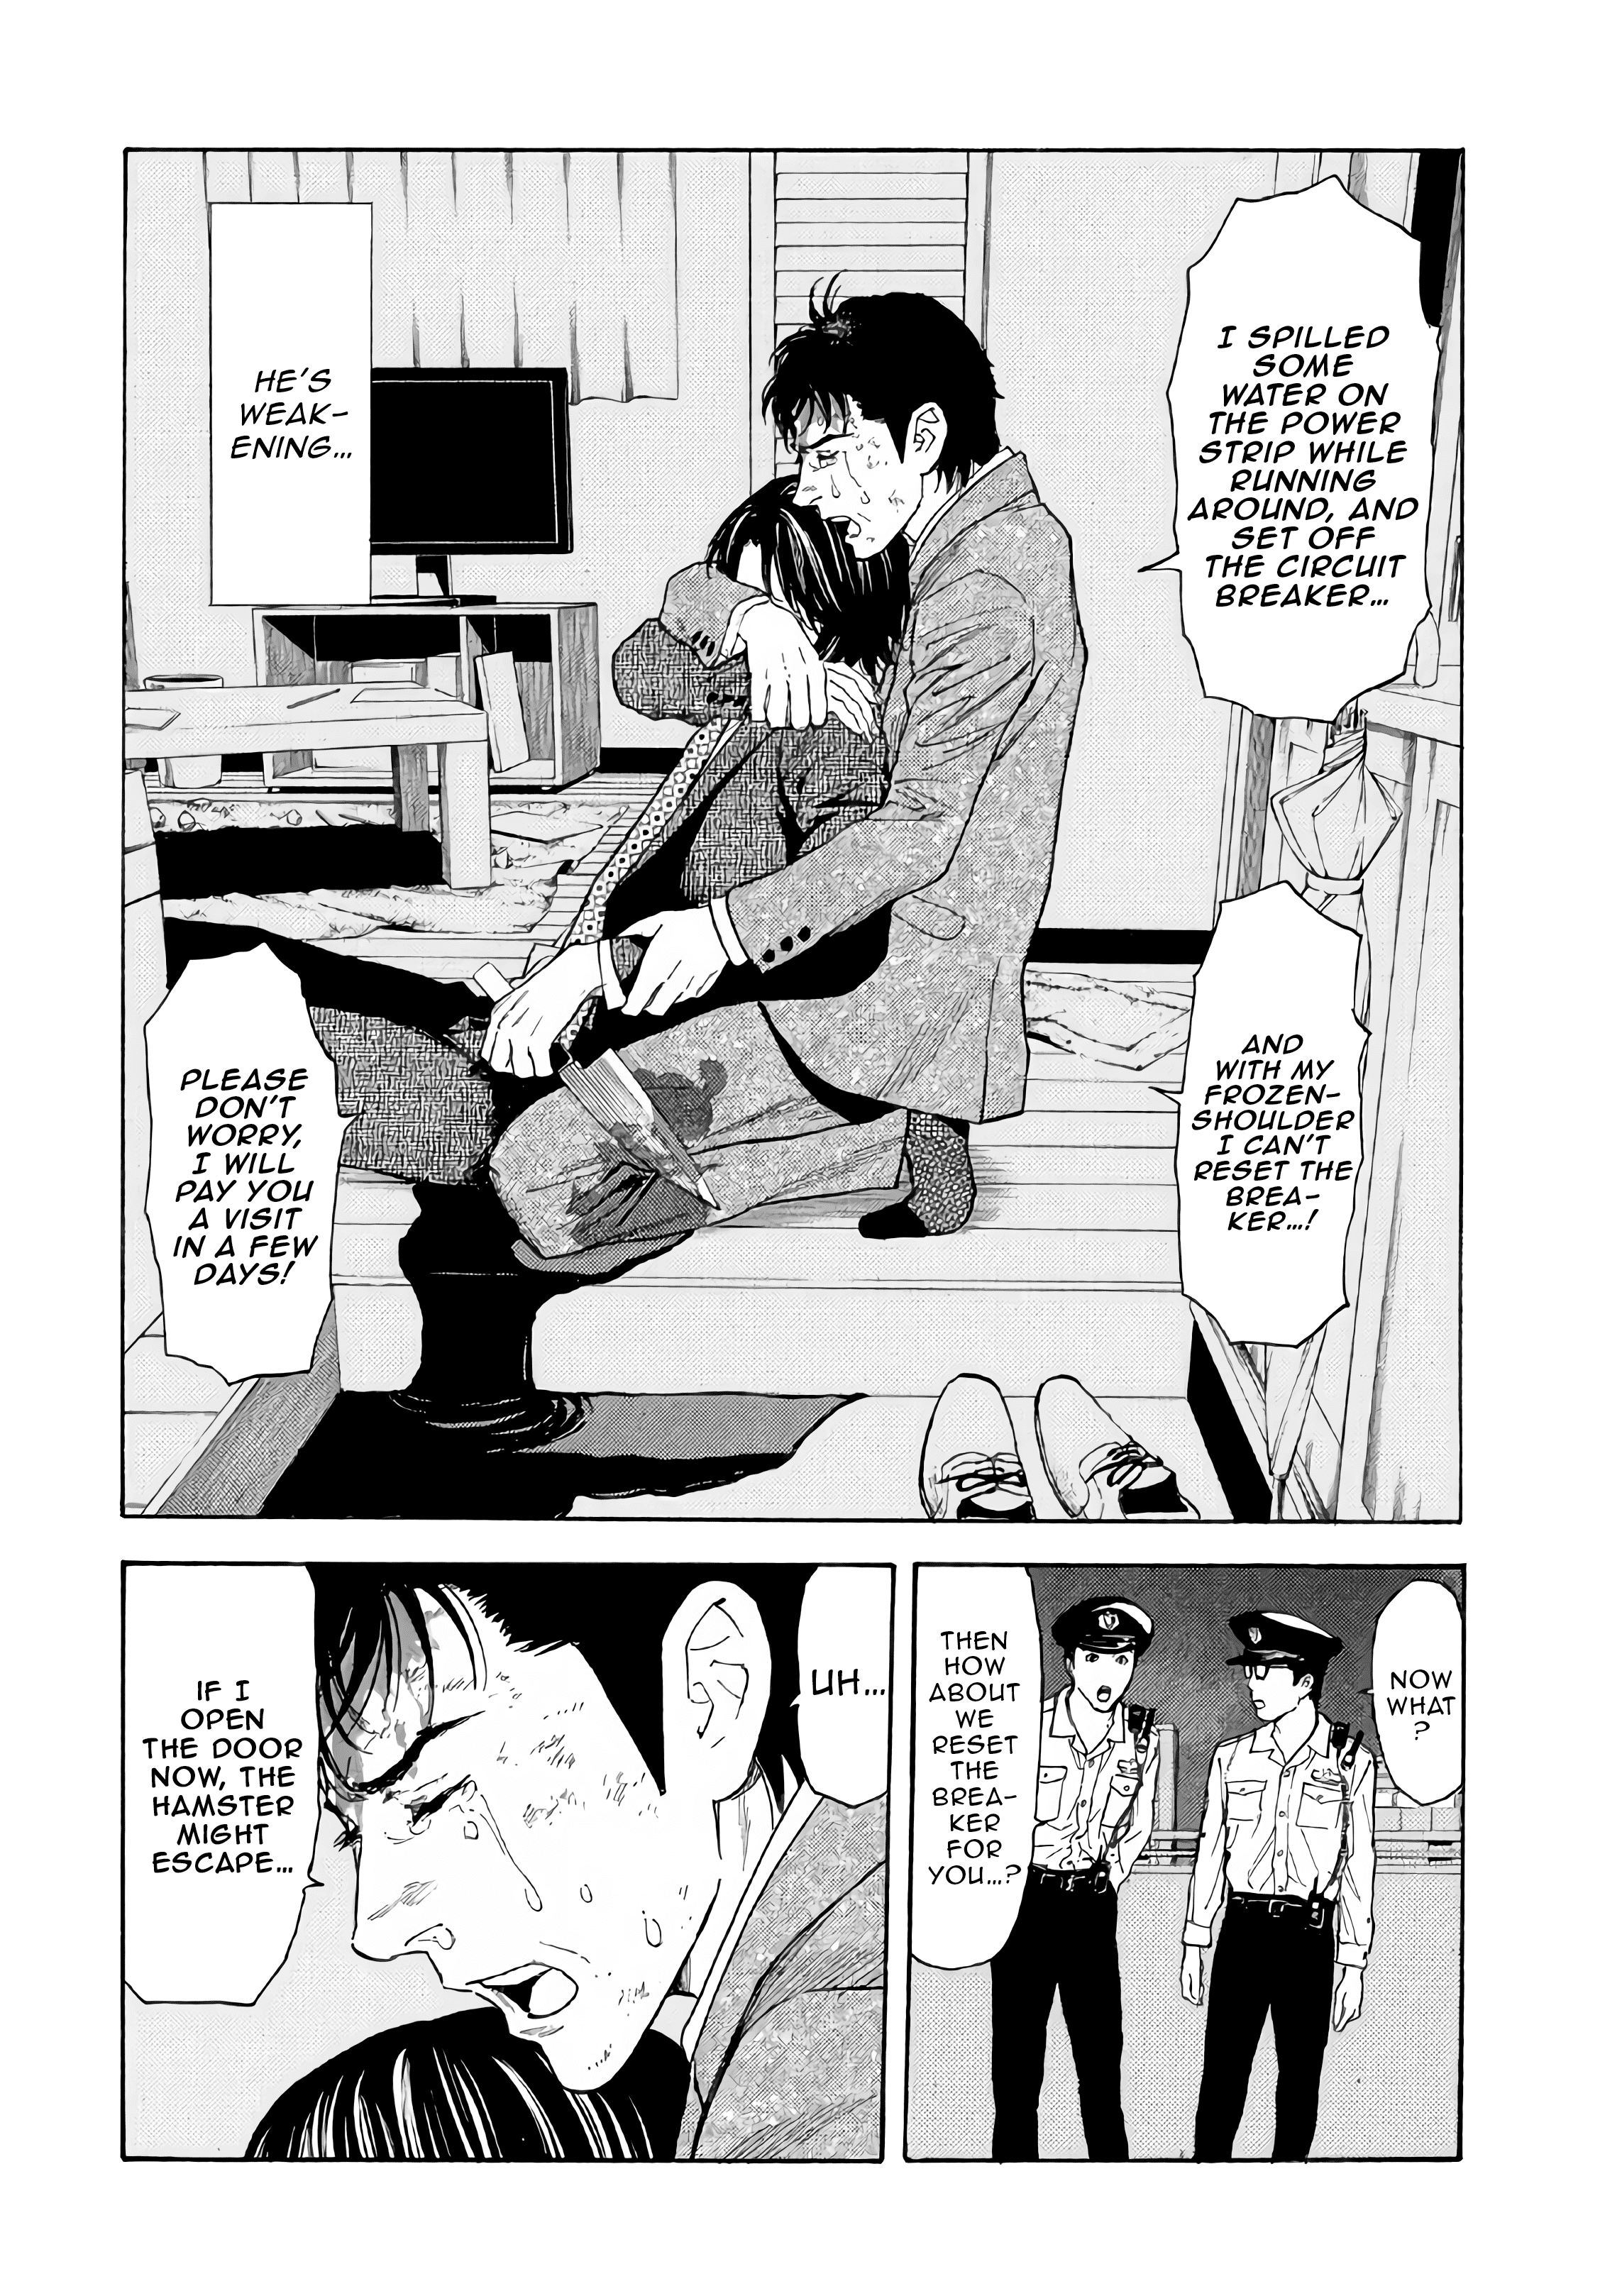 I SPILLED
SOME
WATER ON
THE POWER
STRIP WHILE
RUNNING
AROUND, AND
SET OFF
THE CIRCUIT
BREAKER...
AND
WITH MY
FROZEN-
SHOULDER
I CAN'T
RESET THE
BREA-
KER...!
HE'S
WEAK-
ENING...
PLEASE
DON'T
WORRY,
I WILL
PAY YOU
A VISIT
IN A FEW
DAYS!
NOW
WHAT
?
THEN
HOW
ABOUT
WE
RESET
THE
BREA-
KER
FOR
YOU...?
UH...
IF I
OPEN
THE DOOR
NOW, THE
HAMSTER
MIGHT
ESCAPE...